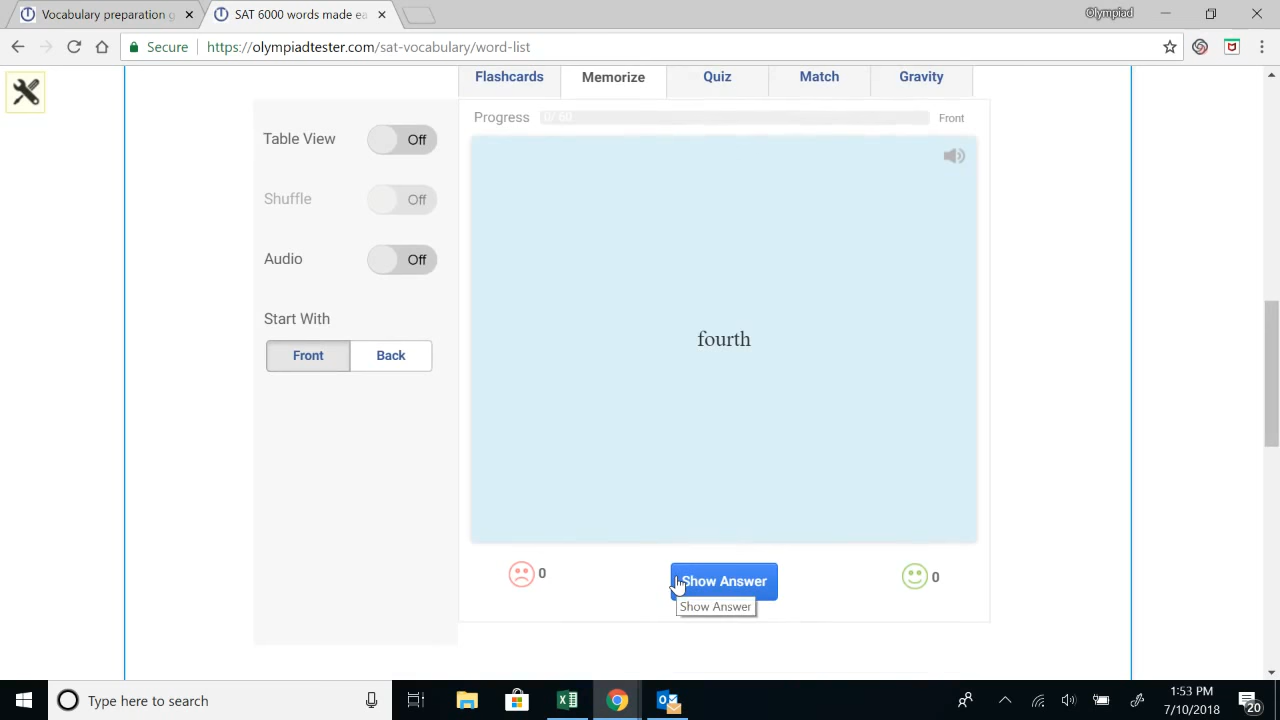 Vocabulary preparation g
SAT 6000 words made ea
Olympiad
Secure
https://olympiadtester.com/sat-vocabulary/word-list
Flashcards
Memorize
Quiz
Match
Gravity
Progress
0/ 60
Front
Table View
Off
Shuffle
Off
Audio
Off
Start With
Front
Back
fourth
0
Show Answer
0
Show Answer
Type here to search
1:53 PM
7/10/2018
20